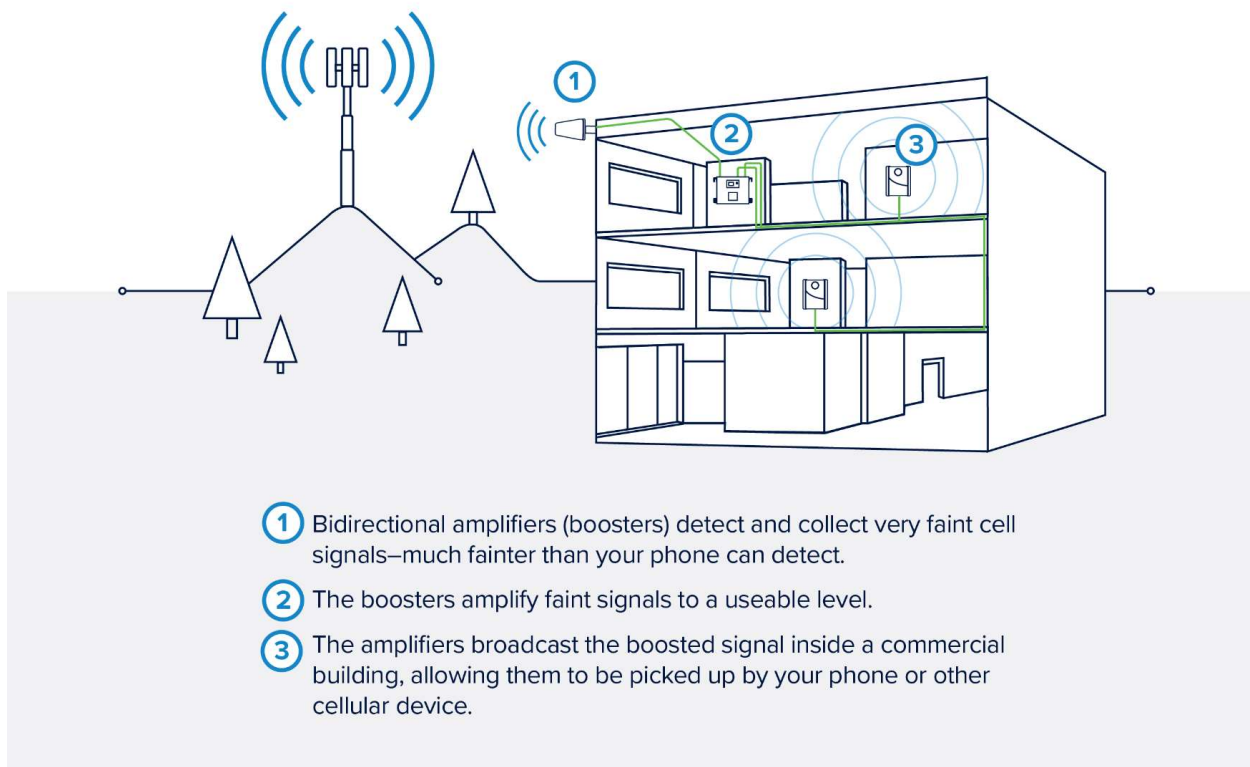 1
2
3
1 Bidirectional amplifiers (boosters) detect and collect very faint cell
signals–much fainter than your phone can detect.
2 The boosters amplify faint signals to a useable level.
3 The amplifiers broadcast the boosted signal inside a commercial
building, allowing them to be picked up by your phone or other
cellular device.